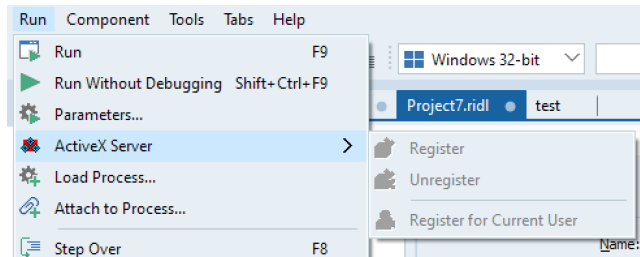 Run Component Tools Tabs Help
Run F9
Run Without Debugging Shift+Ctrl+F9
Parameters...
ActiveX Server
Load Process...
Attach to Process...
Step Over F8
Windows 32-bit
Project7.ridl test
Register
Unregister
Register for Current User
Name: